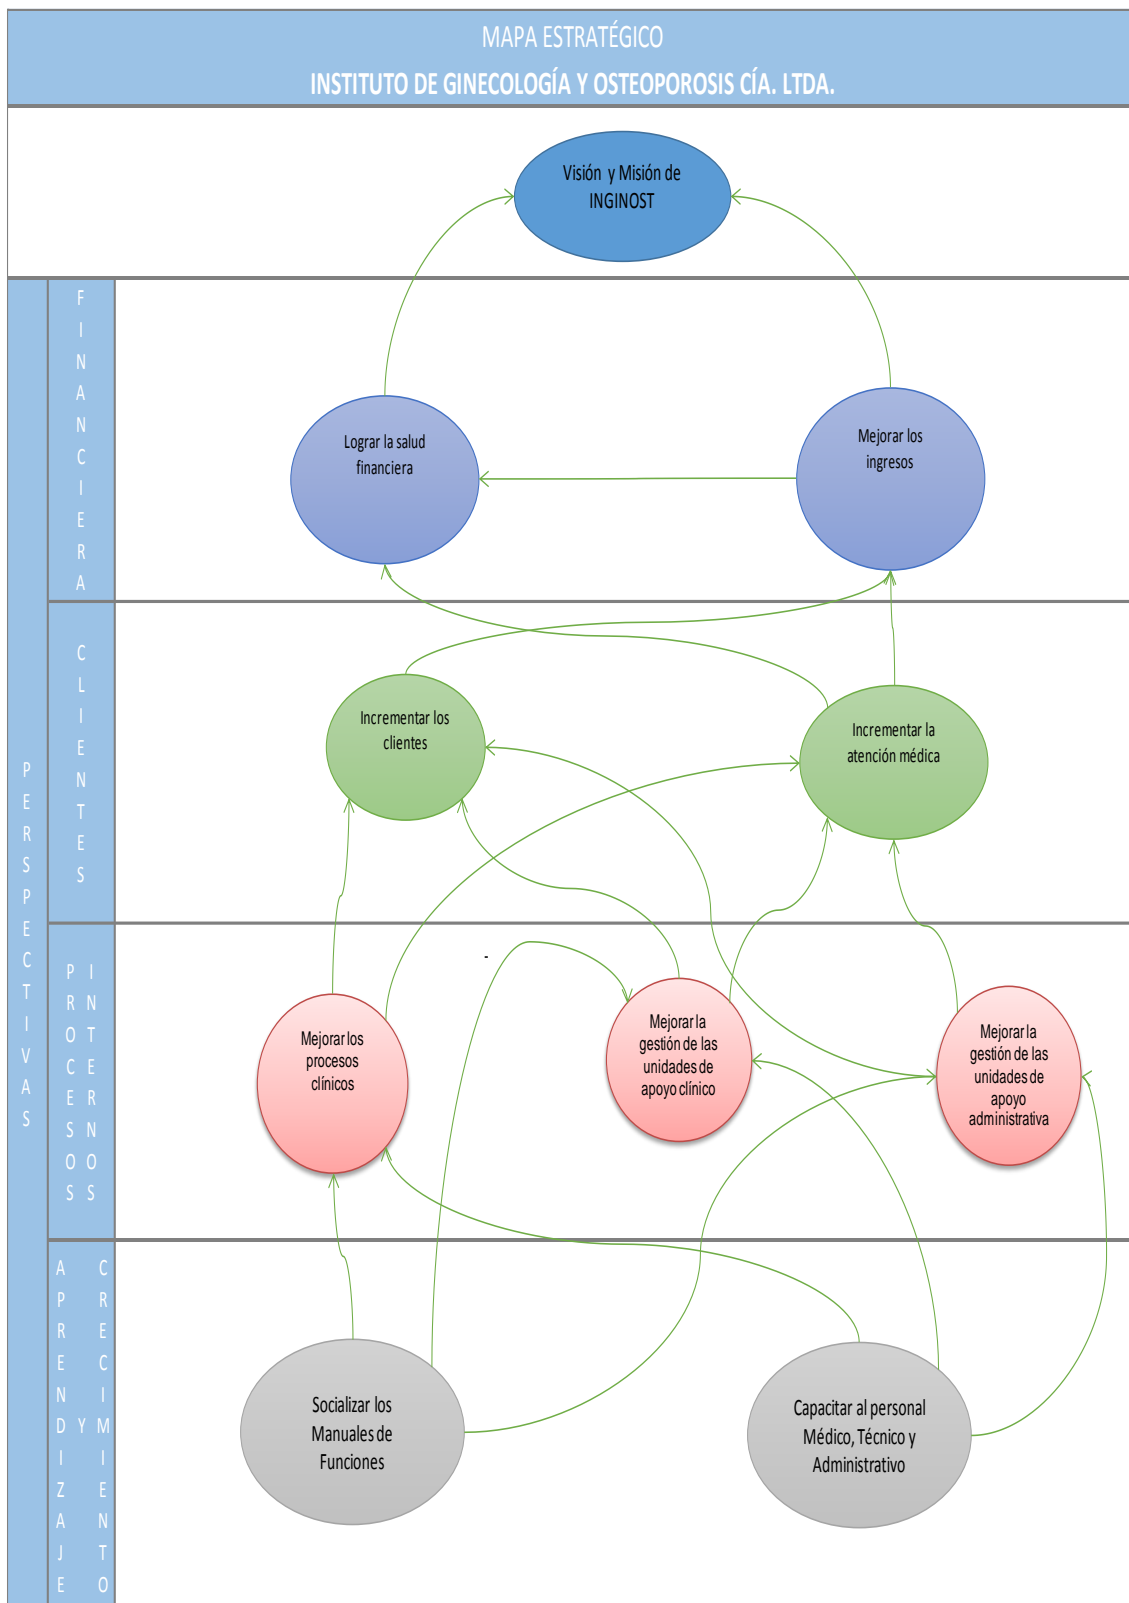 MAPA ESTRATÉGICO
INSTITUTO DE GINECOLOGÍA Y OSTEOPOROSIS CÍA. LTDA.
Visión y Misión de
INGINOST
PERSPECTIVAS
FINANCIERA
Lograr la salud
financiera
Mejorar los
ingresos
CLIENTES
Incrementar los
clientes
Incrementar la
atención médica
PROCESOS
INTERNOS
-
Mejorar los
procesos
clínicos
Mejorar la
gestión de las
unidades de
apoyo clínico
Mejorar la
gestión de las
unidades de
apoyo
administrativa
APRENDIZAJE
Y
CRECIMIENTO
Socializar los
Manuales de
Funciones
Capacitar al personal
Médico, Técnico y
Administrativo